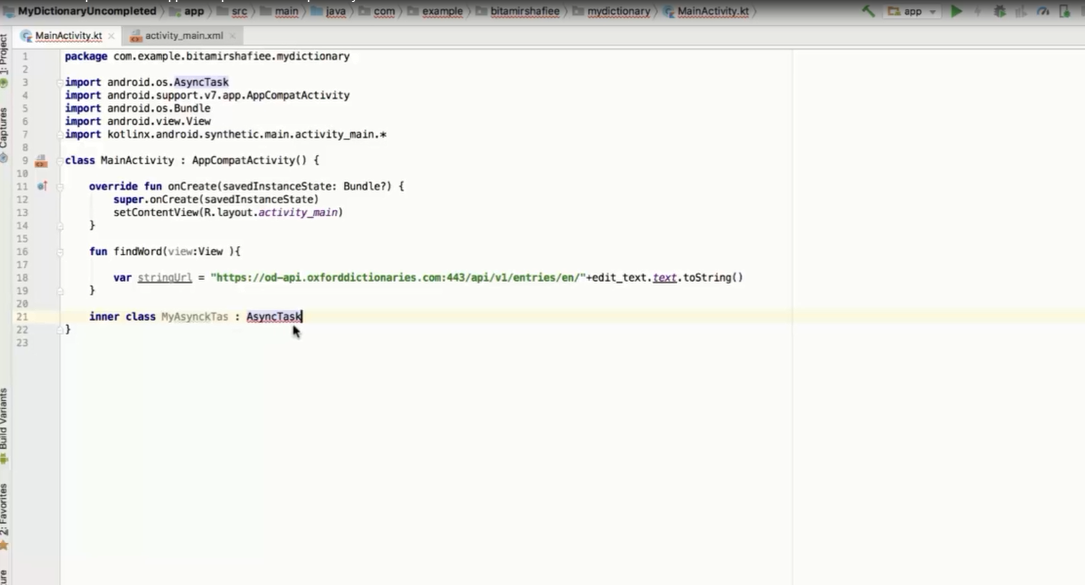 MyDictionaryUncompleted app src main java com example bitamirshafiee mydictionary MainActivity.kt app
MainActivity.kt activity_main.xml
1 package com.example.bitamirshafiee.mydictionary
2
3 import android.os.AsyncTask
4 import android.support.v7.app.AppCompatActivity
5 import android.os.Bundle
6 import android.view.View
7 import kotlinx.android.synthetic.main.activity_main.*
8
9 class MainActivity : AppCompatActivity() {
10
11 override fun onCreate(savedInstanceState: Bundle?) {
12 super.onCreate(savedInstanceState)
13 setContentView(R.layout.activity_main)
14 }
15
16 fun findWord(view:View ){
17
18 var stringUrl = "https://od-api.oxforddictionaries.com:443/api/v1/entries/en/"+edit_text.text.toString()
19 }
20
21 inner class MyAsynckTas : AsyncTask
22 }
23
1: Project
Captures
Build Variants
2: Favorites